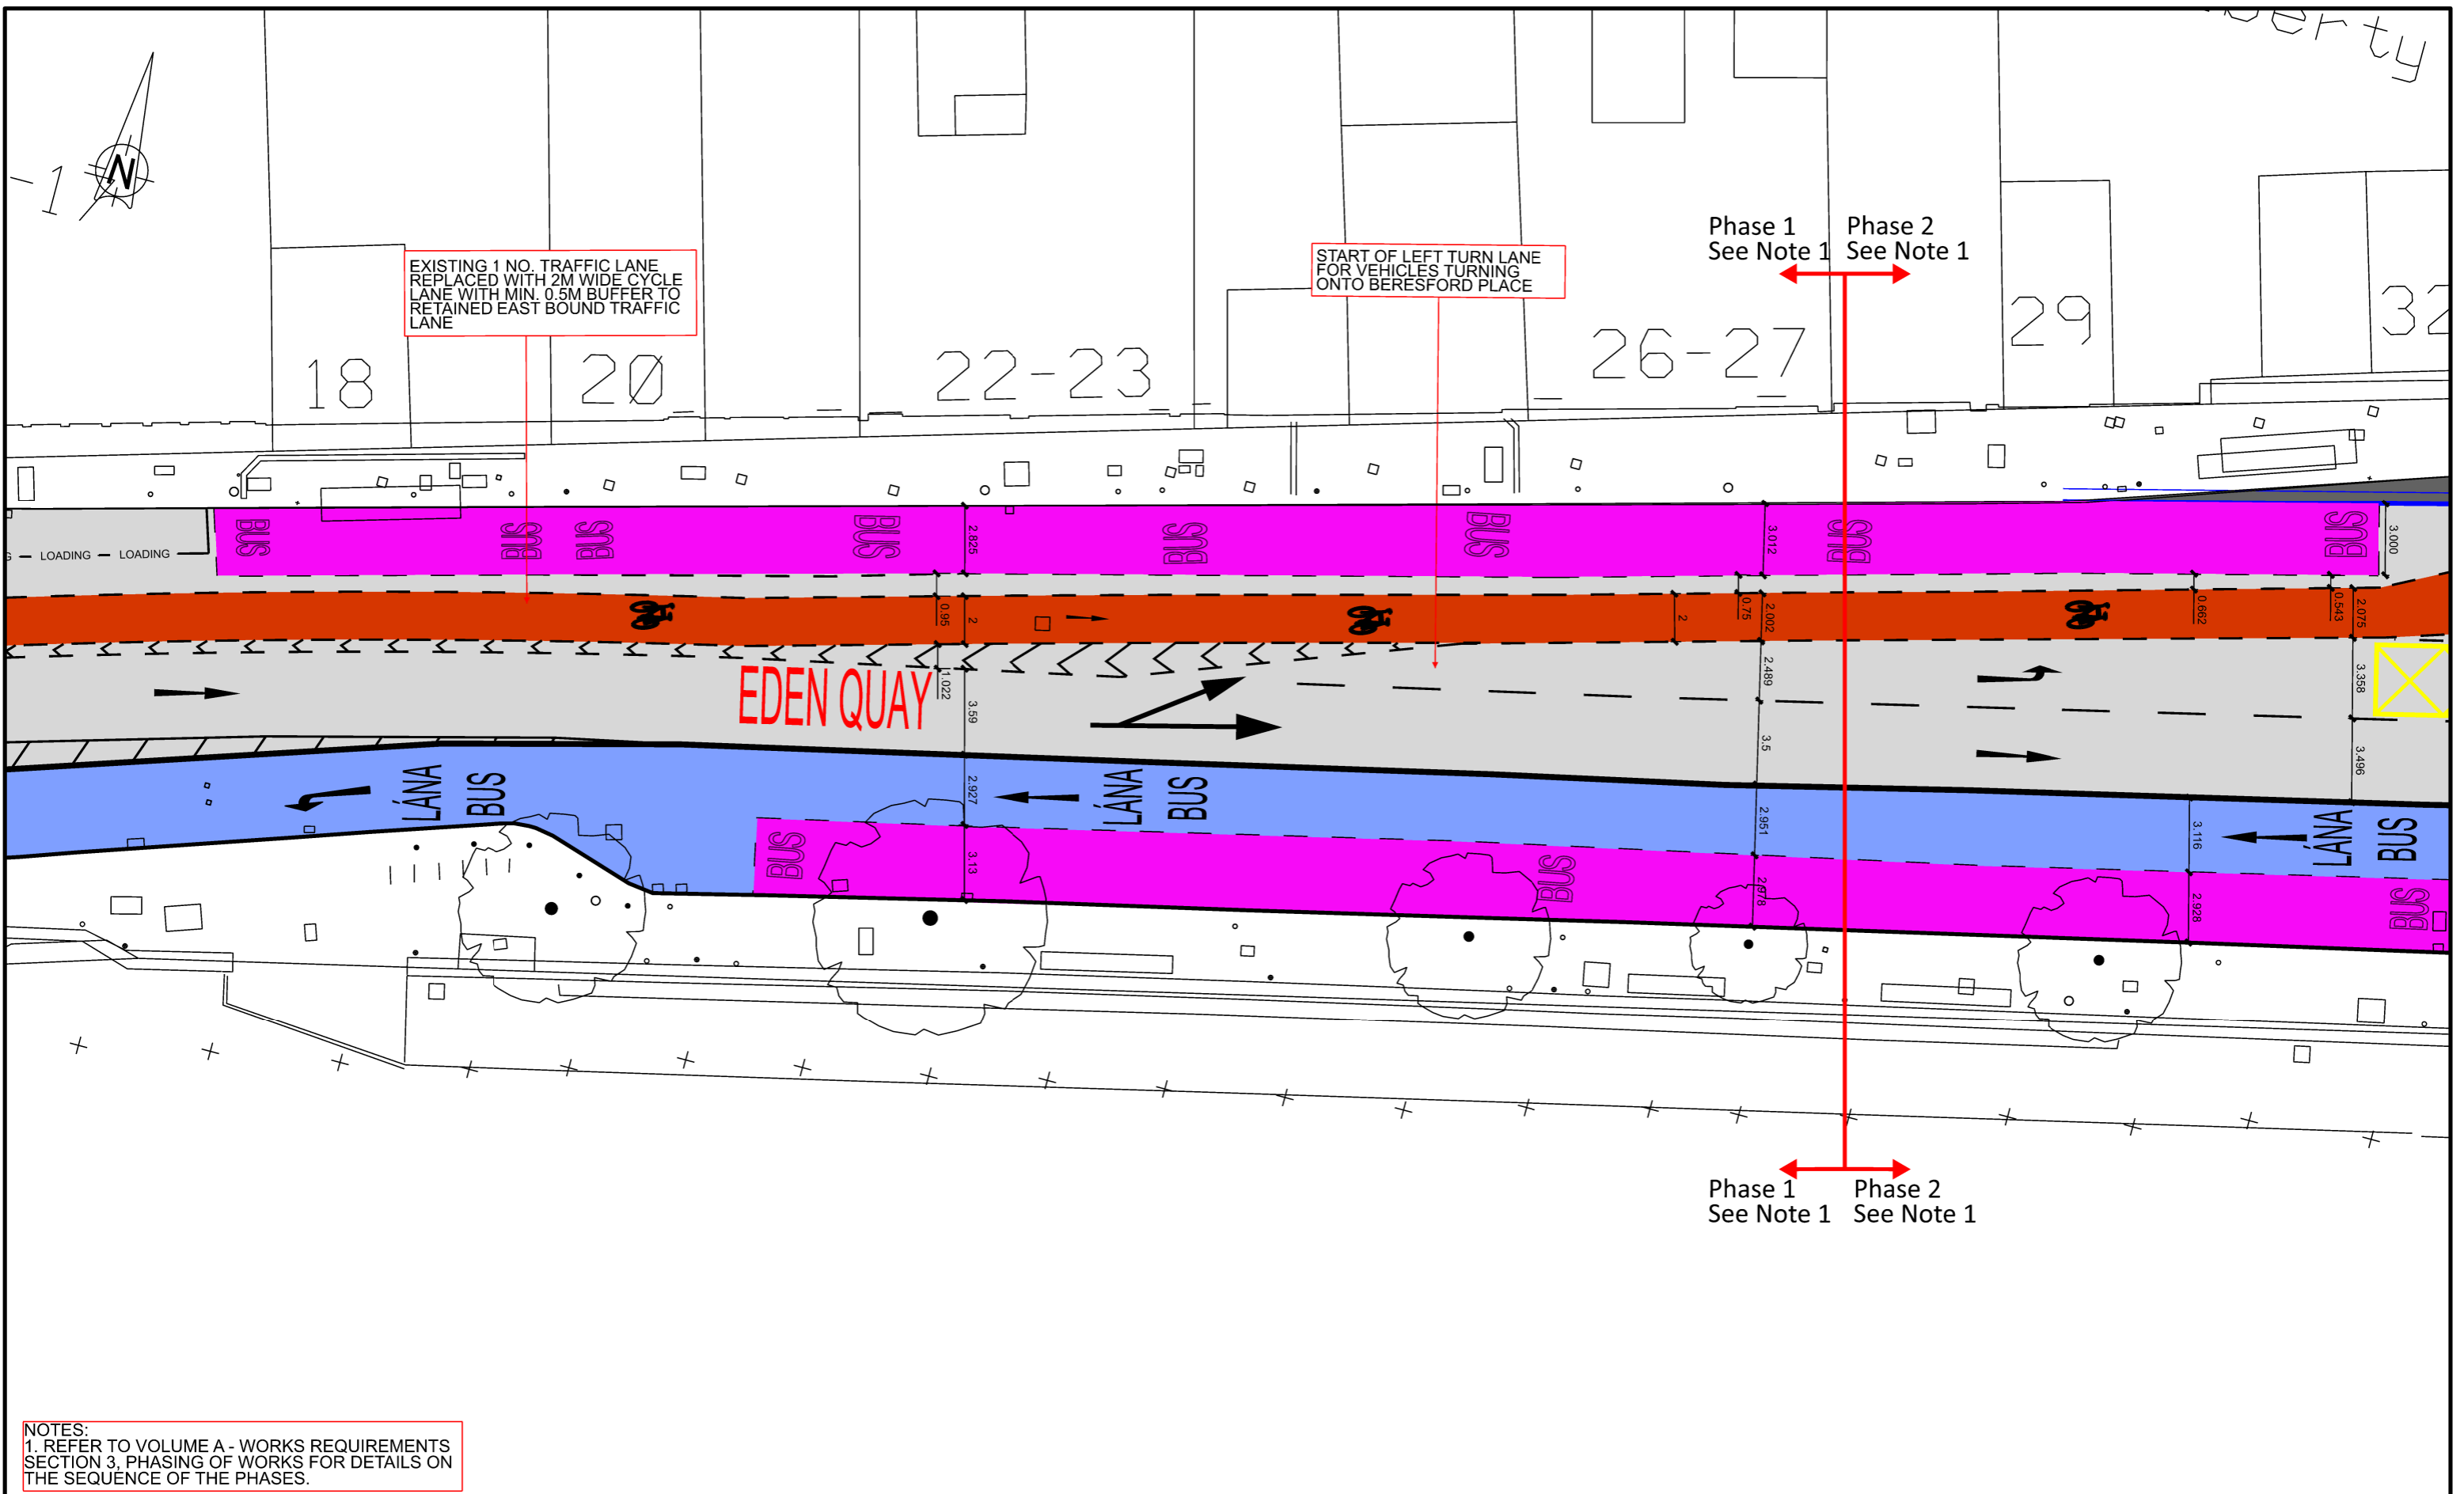 perty
-1
N
Phase 1
See Note 1
Phase 2
See Note 1
EXISTING 1 NO. TRAFFIC LANE
REPLACED WITH 2M WIDE CYCLE
LANE WITH MIN. 0.5M BUFFER TO
RETAINED EAST BOUND TRAFFIC
LANE
START OF LEFT TURN LANE
FOR VEHICLES TURNING
ONTO BERESFORD PLACE
18
20
22-23
26-27
29
32
G - LOADING - LOADING
BUS
BUS
BUS
BUS
BUS
BUS
BUS
BUS
2.825
3.012
3.000
0.95
2
2
0.75
2.002
0.662
0.543
2.075
1.022
3.59
2.489
3.5
3.358
3.496
EDEN QUAY
LÁNA
BUS
LÁNA
BUS
LÁNA
BUS
2.927
2.951
3.116
BUS
BUS
BUS
3.13
2.978
2.928
Phase 1
See Note 1
Phase 2
See Note 1
NOTES:
1. REFER TO VOLUME A - WORKS REQUIREMENTS
SECTION 3, PHASING OF WORKS FOR DETAILS ON
THE SEQUENCE OF THE PHASES.